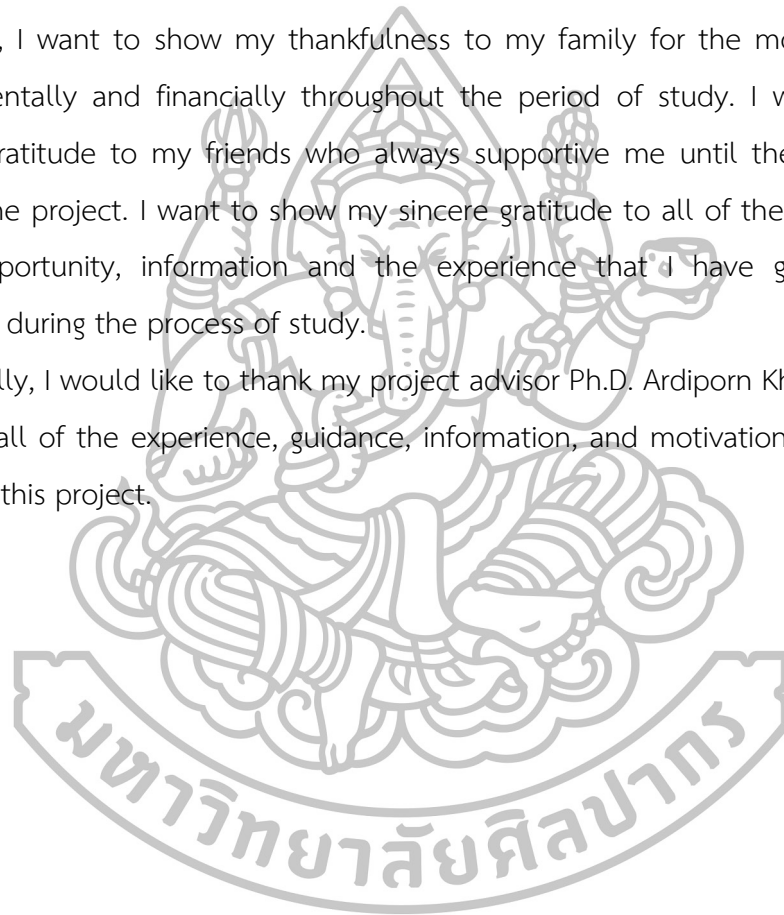 , I want to show my thankfulness to my family for the mo
entally and financially throughout the period of study. I w
ratitude to my friends who always supportive me until the
ne project. I want to show my sincere gratitude to all of the
portunity, information and the experience that I have g
during the process of study.
lly, I would like to thank my project advisor Ph.D. Ardiporn Kh
all of the experience, guidance, information, and motivation
this project.
มหาวิทยาลัยศิลปากร